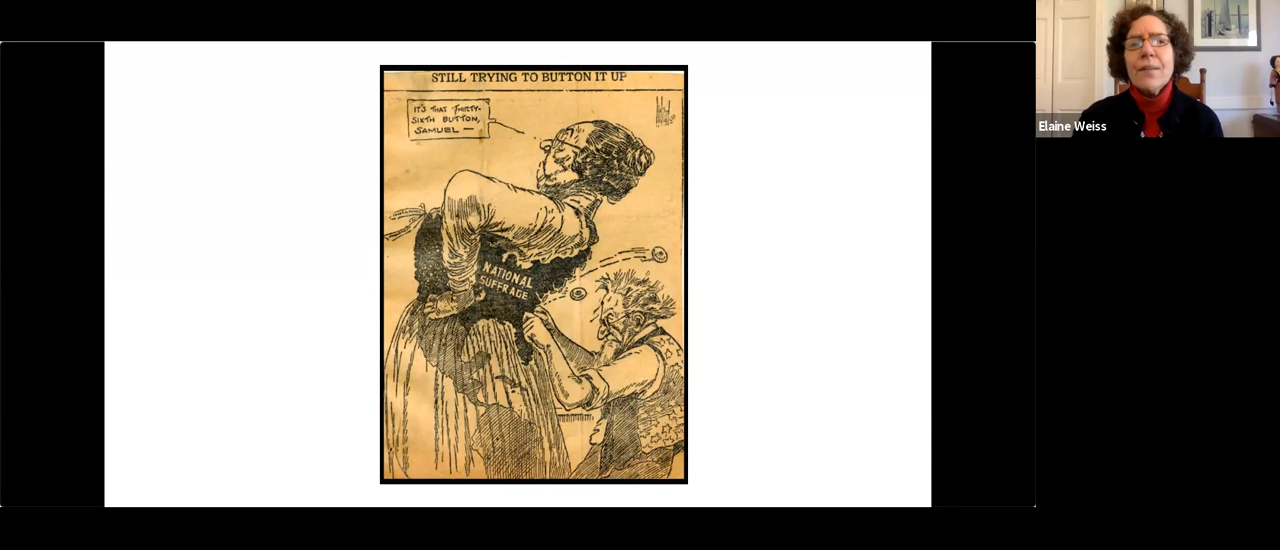 STILL TRYING TO BUTTON IT UP
IT'S THAT THIRTY-
SIXTH BUTTON,
SAMUEL —
NATIONAL
SUFFRAGE
Elaine Weiss